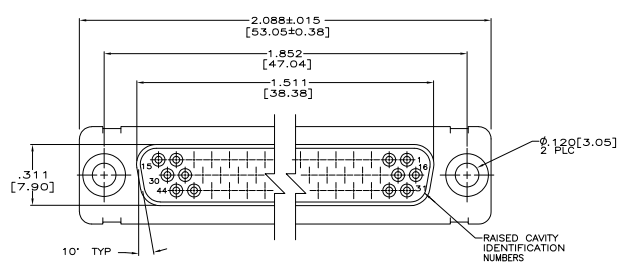 2.088±.015
[53.05±0.38]
1.852
[47.04]
1.511
[38.38]
Ø.120[3.05]
2 PLC
.311
[7.90]
15
1
16
30
44
31
10° TYP
RAISED CAVITY
IDENTIFICATION
NUMBERS